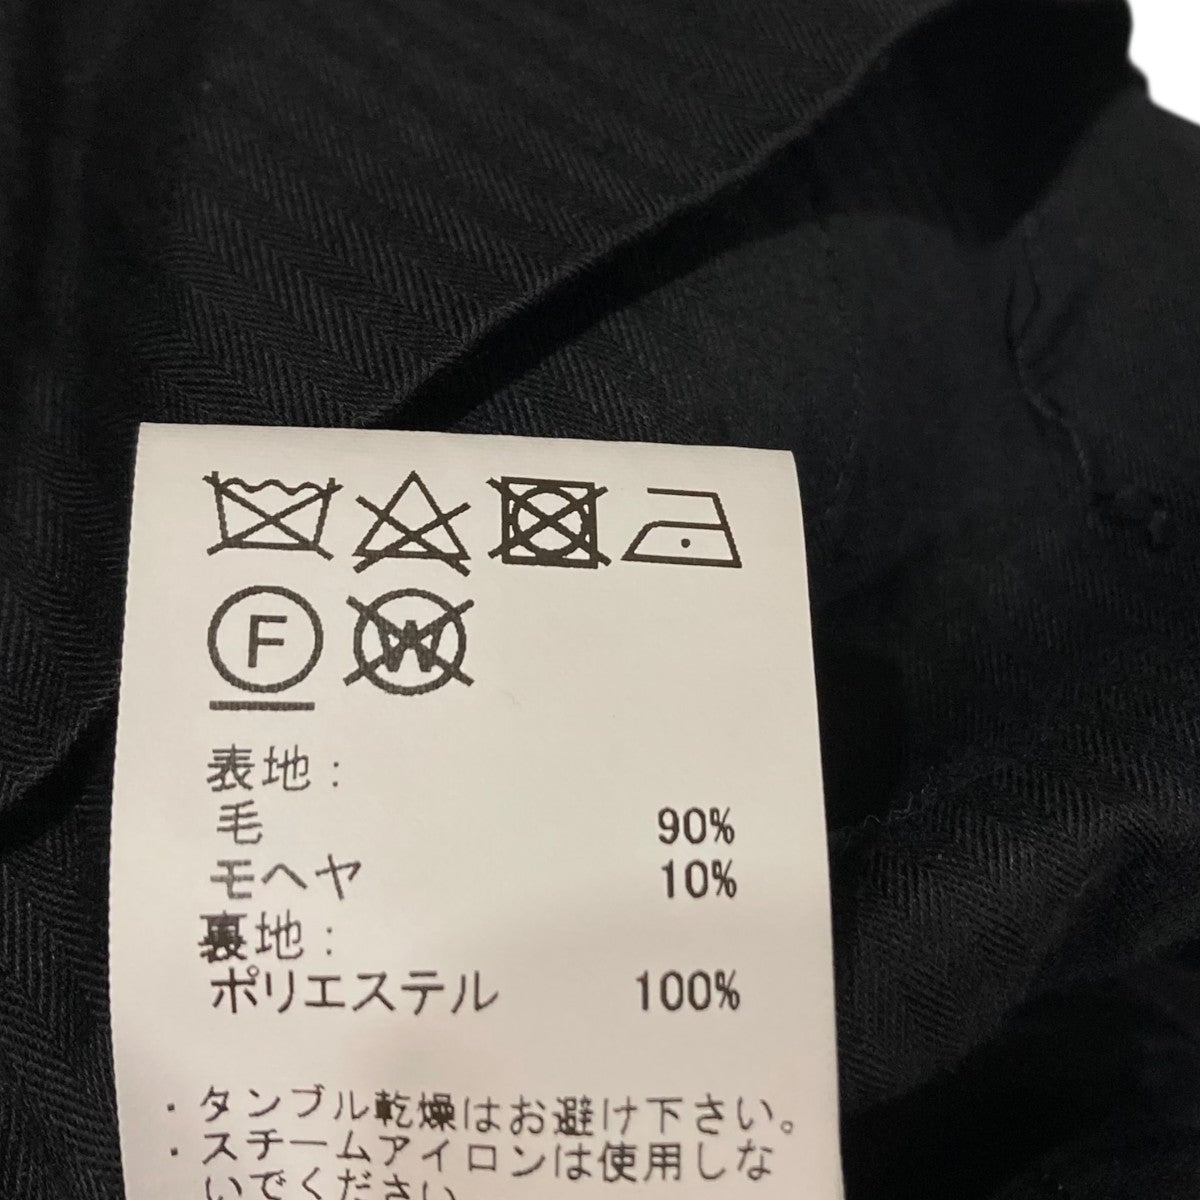 F W
表地:
毛 90%
モヘヤ 10%
裏地:
ポリエステル 100%
・タンブル乾燥はお避け下さい。
・スチームアイロンは使用しな
いでください